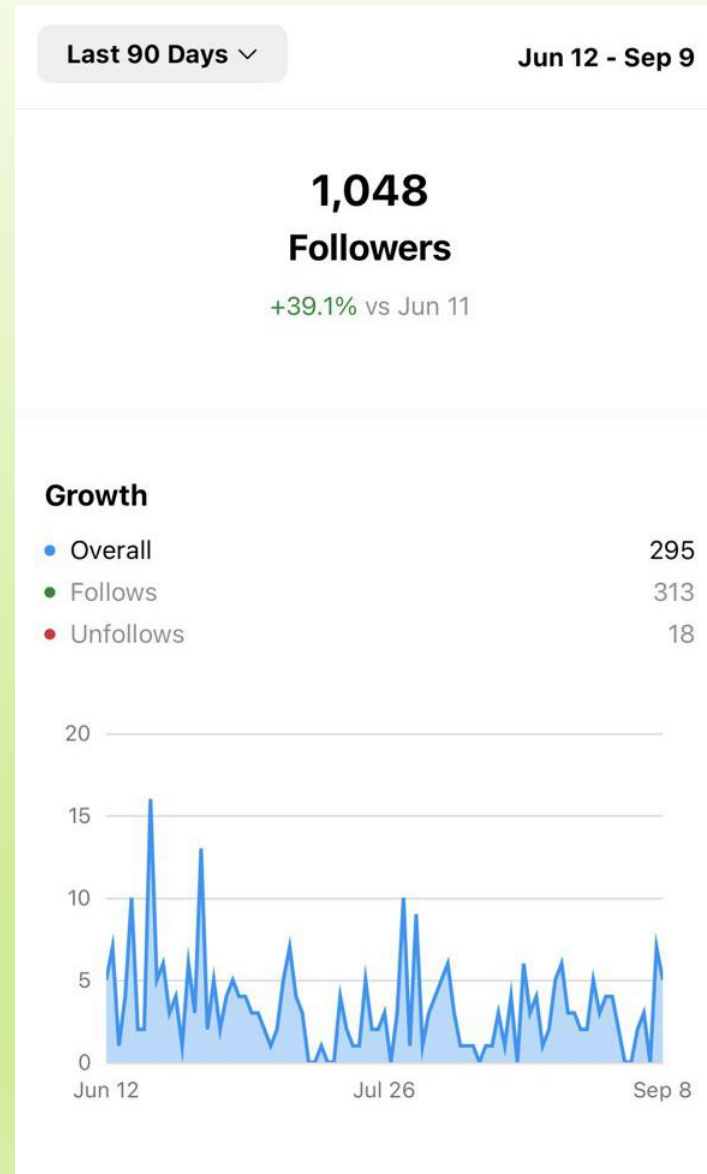 Last 90 Days
Jun 12 - Sep 9
1,048
Followers
+39.1% vs Jun 11
Growth
Overall 295
Follows 313
Unfollows 18
20
15
10
5
0
Jun 12 Jul 26 Sep 8